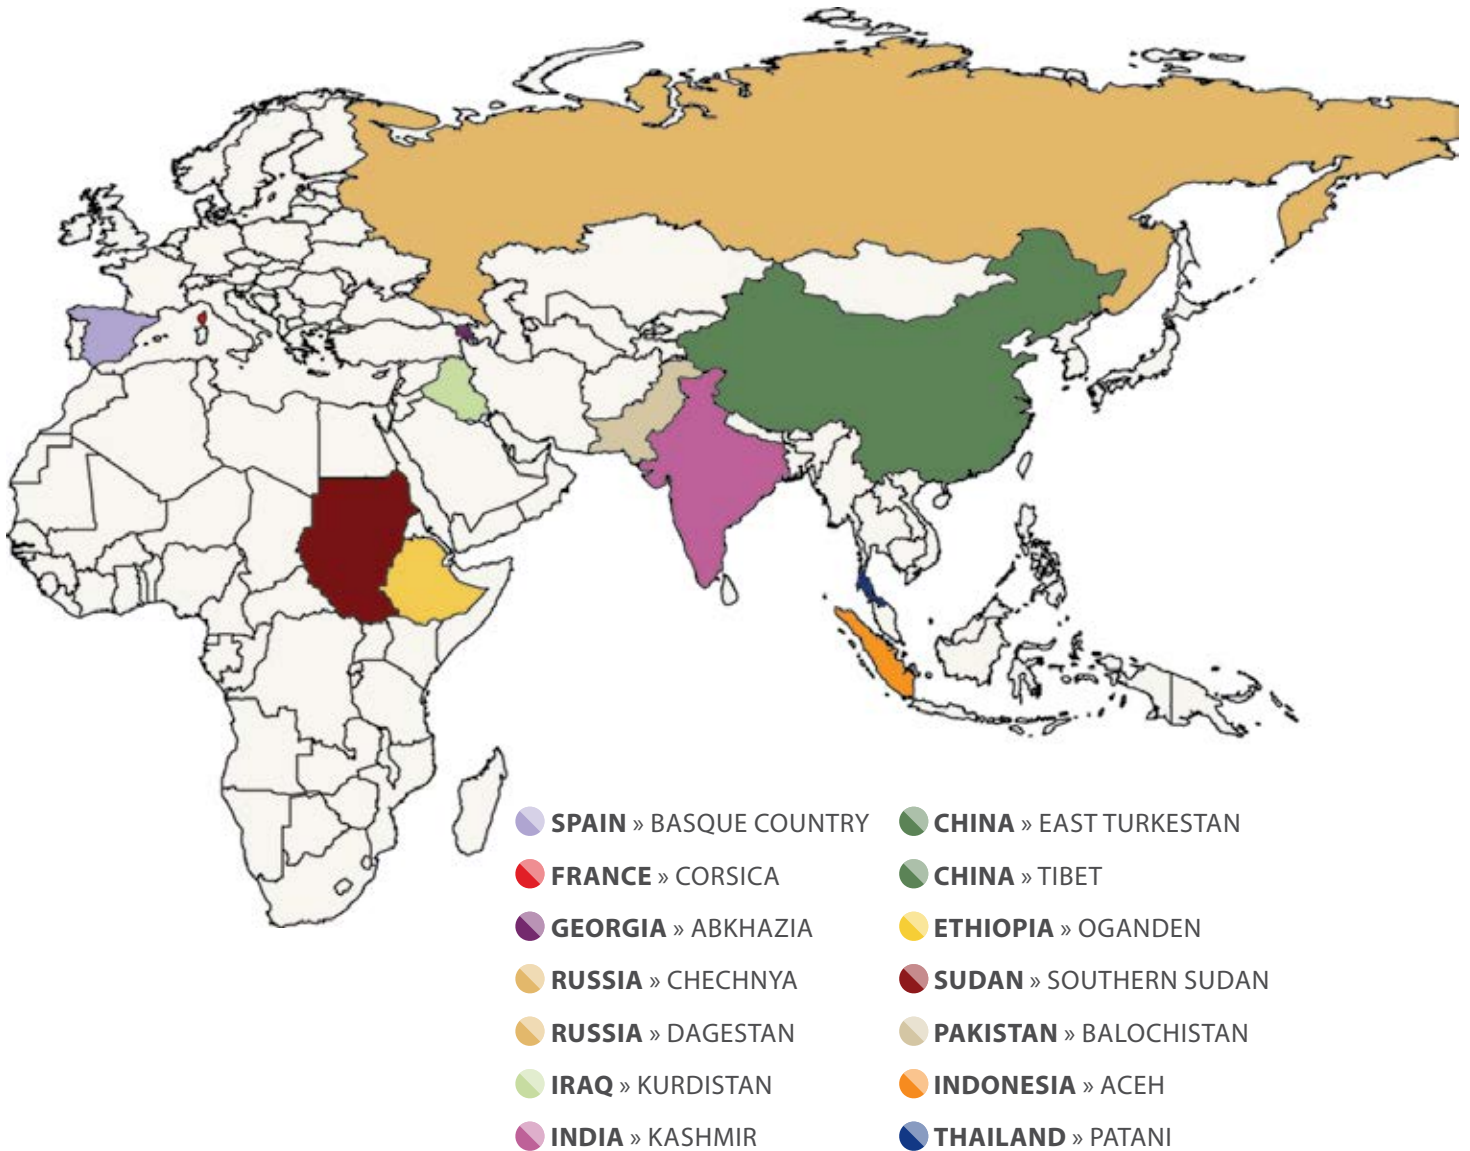 SPAIN » BASQUE COUNTRY
FRANCE » CORSICA
GEORGIA » ABKHAZIA
RUSSIA » CHECHNYA
RUSSIA » DAGESTAN
IRAQ » KURDISTAN
INDIA » KASHMIR
CHINA » EAST TURKESTAN
CHINA » TIBET
ETHIOPIA » OGANDEN
SUDAN » SOUTHERN SUDAN
PAKISTAN » BALOCHISTAN
INDONESIA » ACEH
THAILAND » PATANI